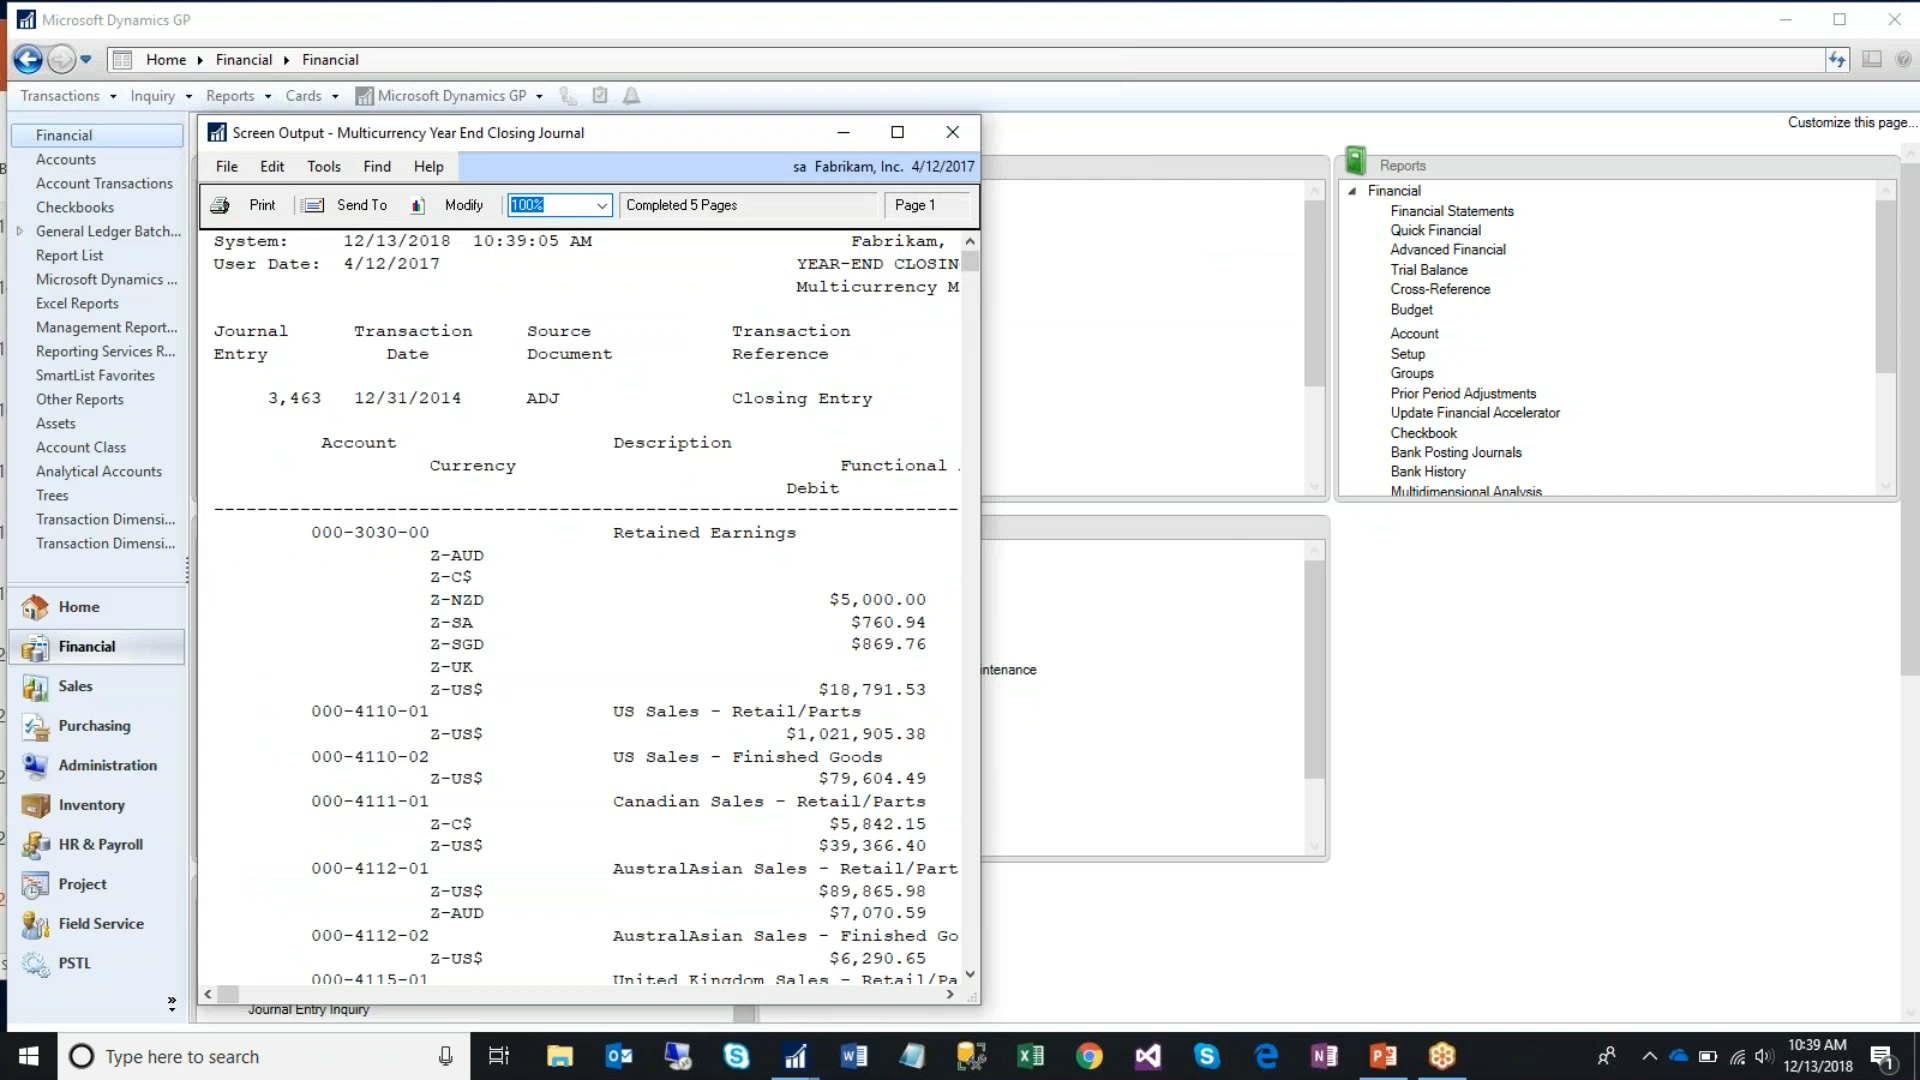 Microsoft Dynamics GP
Home Financial Financial
Transactions Inquiry Reports Cards Microsoft Dynamics GP
Customize this page...
Financial
Accounts
Account Transactions
Checkbooks
General Ledger Batch...
Report List
Microsoft Dynamics ...
Excel Reports
Management Report...
Reporting Services R...
SmartList Favorites
Other Reports
Assets
Account Class
Analytical Accounts
Trees
Transaction Dimensi...
Transaction Dimensi...
Home
Financial
Sales
Purchasing
Administration
Inventory
HR & Payroll
Project
Field Service
PSTL
Screen Output - Multicurrency Year End Closing Journal
File Edit Tools Find Help sa Fabrikam, Inc. 4/12/2017
Print Send To Modify 100% Completed 5 Pages Page 1
System: 12/13/2018 10:39:05 AM Fabrikam,
User Date: 4/12/2017 YEAR-END CLOSIN
Multicurrency M
Journal Transaction Source Transaction
Entry Date Document Reference
3,463 12/31/2014 ADJ Closing Entry
Account Description
Currency Functional
Debit
000-3030-00 Retained Earnings
Z-AUD
Z-C$
Z-NZD $5,000.00
Z-SA $760.94
Z-SGD $869.76
Z-UK
Z-US$ $18,791.53
000-4110-01 US Sales - Retail/Parts
Z-US$ $1,021,905.38
000-4110-02 US Sales - Finished Goods
Z-US$ $79,604.49
000-4111-01 Canadian Sales - Retail/Parts
Z-C$ $5,842.15
Z-US$ $39,366.40
000-4112-01 AustralAsian Sales - Retail/Part
Z-US$ $89,865.98
Z-AUD $7,070.59
000-4112-02 AustralAsian Sales - Finished Go
Z-US$ $6,290.65
000-4115-01 United Kingdom Sales - Retail/Pa
Journal Entry Inquiry
intenance
Reports
Financial
Financial Statements
Quick Financial
Advanced Financial
Trial Balance
Cross-Reference
Budget
Account
Setup
Groups
Prior Period Adjustments
Update Financial Accelerator
Checkbook
Bank Posting Journals
Bank History
Multidimensional Analysis
Type here to search
10:39 AM
12/13/2018
1